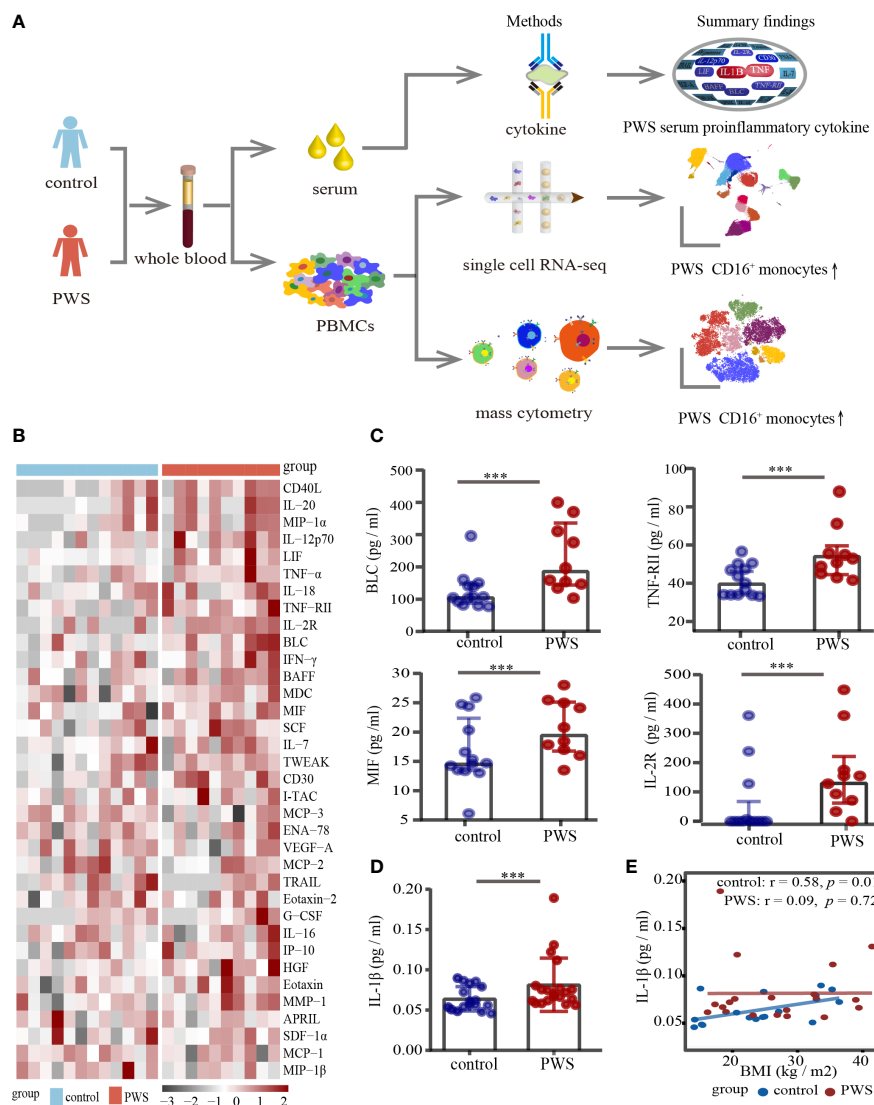 A
Methods
Summary findings
IL-2R
CD30
IL-12p70
LIF
IL1B
TNF
IL-7
BAFF
BLC
TNF-RII
control
serum
cytokine
PWS serum proinflammatory cytokine
PWS
whole blood
PBMCs
single cell RNA-seq
PWS CD16+ monocytes ↑
mass cytometry
PWS CD16+ monocytes ↑
B
group
CD40L
IL−20
MIP−1α
IL−12p70
LIF
TNF−α
IL−18
TNF−RII
IL−2R
BLC
IFN−γ
BAFF
MDC
MIF
SCF
IL−7
TWEAK
CD30
I−TAC
MCP−3
ENA−78
VEGF−A
MCP−2
TRAIL
Eotaxin−2
G−CSF
IL−16
IP−10
HGF
Eotaxin
MMP−1
APRIL
SDF−1α
MCP−1
MIP−1β
group control PWS
−3 −2 −1 0 1 2
C
***
BLC (pg / ml)
500
400
300
200
100
0
control PWS
***
TNF-RII (pg / ml)
100
80
60
40
20
control PWS
***
MIF (pg /ml)
30
25
20
15
10
5
control PWS
***
IL-2R (pg / ml)
500
400
300
200
100
0
control PWS
D
***
IL-1β (pg / ml)
0.20
0.15
0.10
0.05
0.00
control PWS
E
control: r = 0.58, p = 0.01
PWS: r = 0.09, p = 0.72
IL-1β (pg / ml)
0.20
0.15
0.10
0.05
20 30 40
BMI (kg / m2)
group control PWS